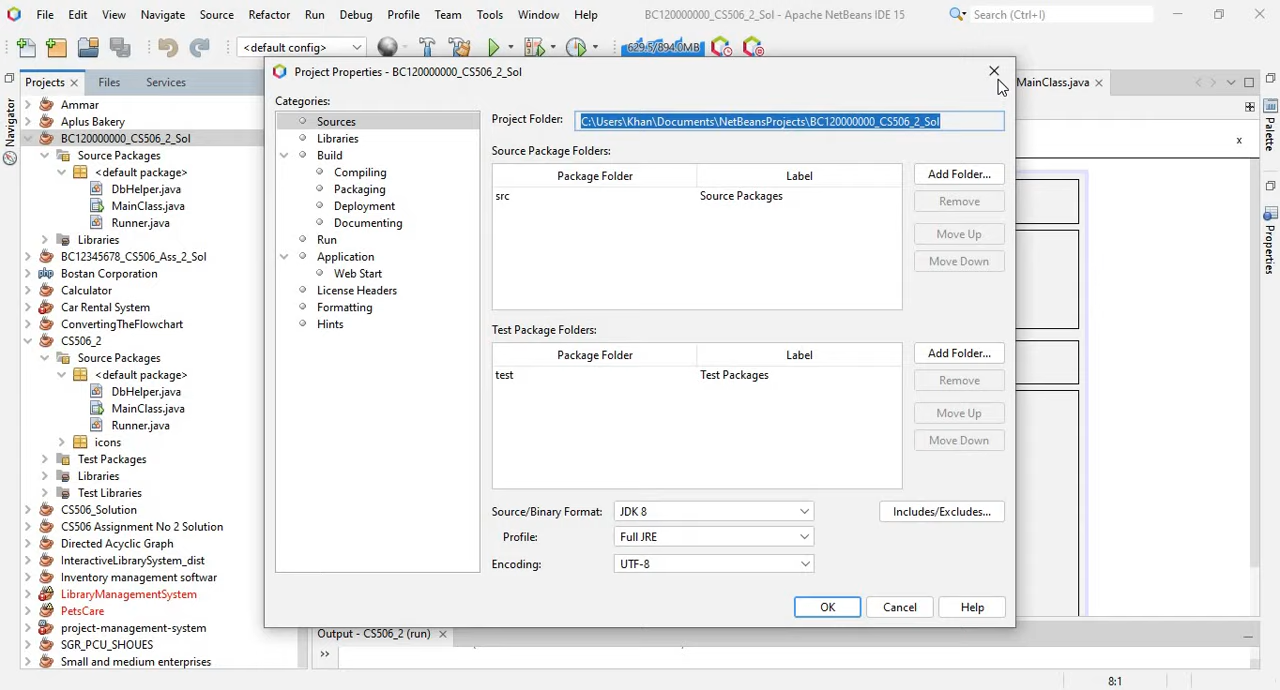 File Edit View Navigate Source Refactor Run Debug Profile Team Tools Window Help
BC120000000_CS506_2_Sol - Apache NetBeans IDE 15
Search (Ctrl+I)
<default config>
629.5/894.0MB
Projects
Files
Services
MainClass.java
Navigator
Palette
Properties
Ammar
Aplus Bakery
BC120000000_CS506_2_Sol
Source Packages
<default package>
DbHelper.java
MainClass.java
Runner.java
Libraries
BC12345678_CS506_Ass_2_Sol
Bostan Corporation
Calculator
Car Rental System
ConvertingTheFlowchart
CS506_2
Source Packages
<default package>
DbHelper.java
MainClass.java
Runner.java
icons
Test Packages
Libraries
Test Libraries
CS506_Solution
CS506 Assignment No 2 Solution
Directed Acyclic Graph
InteractiveLibrarySystem_dist
Inventory management softwar
LibraryManagementSystem
PetsCare
project-management-system
SGR_PCU_SHOUES
Small and medium enterprises
Project Properties - BC120000000_CS506_2_Sol
Categories:
Sources
Libraries
Build
Compiling
Packaging
Deployment
Documenting
Run
Application
Web Start
License Headers
Formatting
Hints
Project Folder: C:\Users\Khan\Documents\NetBeansProjects\BC120000000_CS506_2_Sol
Source Package Folders:
Package Folder Label
src Source Packages
Add Folder...
Remove
Move Up
Move Down
Test Package Folders:
Package Folder Label
test Test Packages
Add Folder...
Remove
Move Up
Move Down
Source/Binary Format: JDK 8
Includes/Excludes...
Profile: Full JRE
Encoding: UTF-8
OK Cancel Help
Output - CS506_2 (run)
8:1